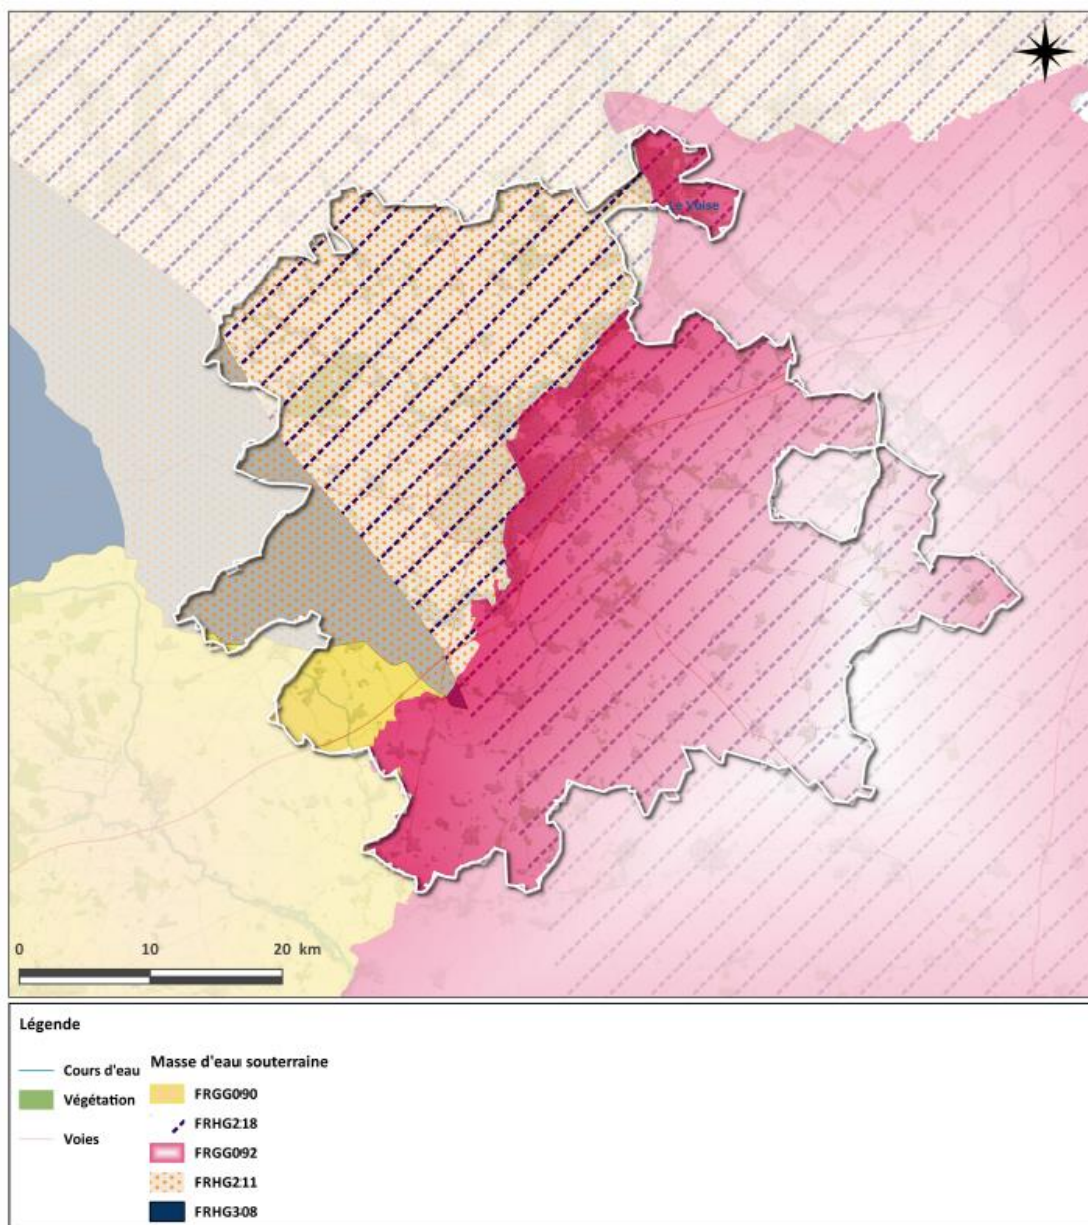 La Voise
0 10 20 km
Légende
Cours d'eau
Végétation
Voies
Masse d'eau souterraine
FRGG090
FRHG218
FRGG092
FRHG211
FRHG308